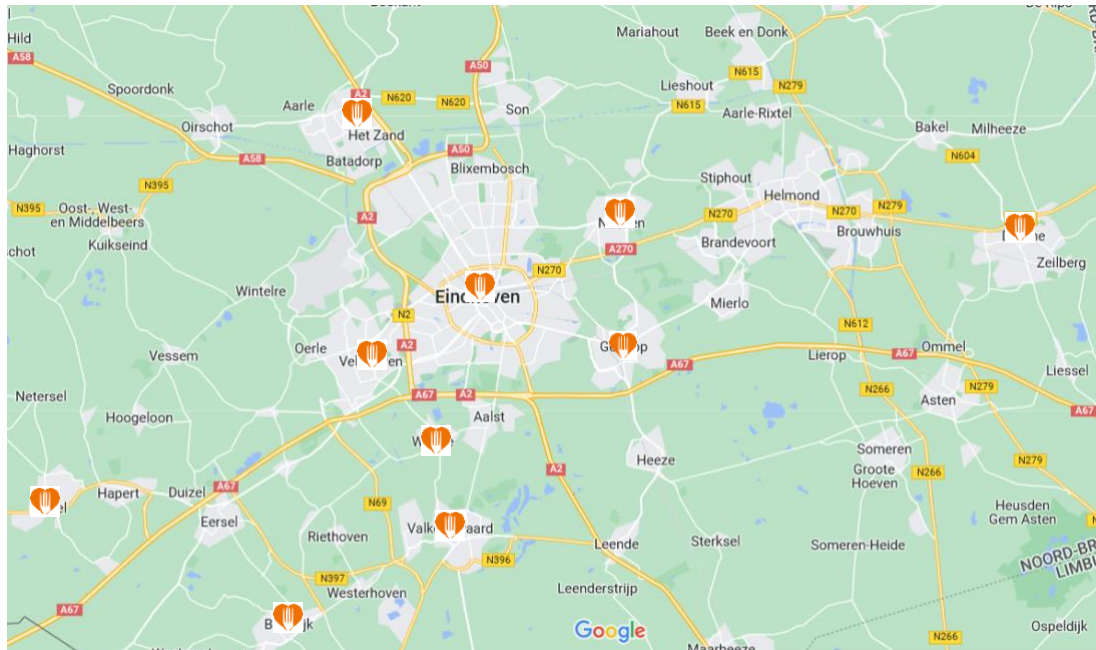 Mariahout
Beek en Donk
Hild
A58
A50
N615
N279
Spoordonk
Lieshout
A2
N620
N620
Aarle
Son
N615
Aarle-Rixtel
Oirschot
Het Zand
Bakel
Milheeze
Haghorst
A58
Batadorp
A50
Blixembosch
N604
N395
Stiphout
Helmond
N395
Oost-, West-
en Middelbeers
A2
N270
N270
N279
Kuikseind
A270
Brandevoort
Brouwhuis
schot
N270
Zeilberg
Wintelre
Eindhoven
Mierlo
N2
N612
Oerle
A2
Vessem
Lierop
A67
Ommel
A67
Liessel
Netersel
A67
A2
N266
N279
Hoogeloon
Aalst
Asten
A67
Heeze
Someren
Groote
Hoeven
A2
N266
N279
Hapert
Duizel
A67
N69
Eersel
Heusden
Gem Asten
Riethoven
Leende
Sterksel
Someren-Heide
N396
N397
Westerhoven
Leenderstrijp
A67
Google
N266
Ospeldijk
Maarheeze